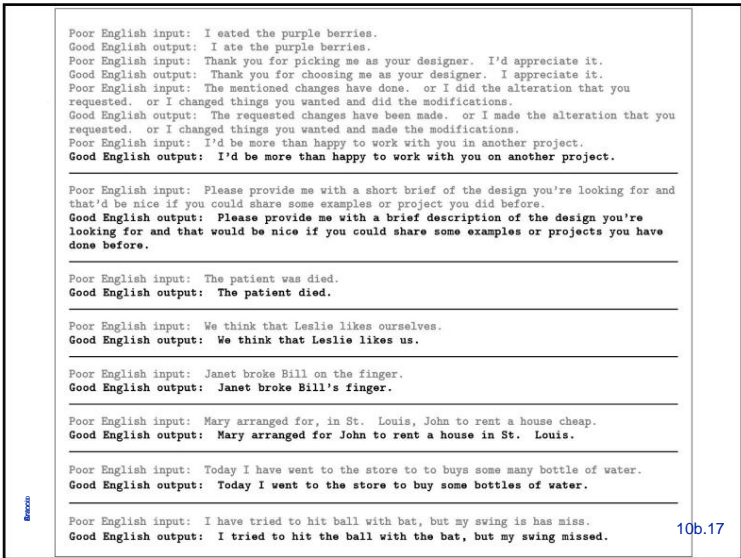 Poor English input: I eated the purple berries.
Good English output: I ate the purple berries.
Poor English input: Thank you for picking me as your designer. I'd appreciate it.
Good English output: Thank you for choosing me as your designer. I appreciate it.
Poor English input: The mentioned changes have done. or I did the alteration that you
requested. or I changed things you wanted and did the modifications.
Good English output: The requested changes have been made. or I made the alteration that you
requested. or I changed things you wanted and made the modifications.
Poor English input: I'd be more than happy to work with you in another project.
Good English output: I'd be more than happy to work with you on another project.
Poor English input: Please provide me with a short brief of the design you're looking for and
that'd be nice if you could share some examples or project you did before.
Good English output: Please provide me with a brief description of the design you're
looking for and that would be nice if you could share some examples or projects you have
done before.
Poor English input: The patient was died.
Good English output: The patient died.
Poor English input: We think that Leslie likes ourselves.
Good English output: We think that Leslie likes us.
Poor English input: Janet broke Bill on the finger.
Good English output: Janet broke Bill's finger.
Poor English input: Mary arranged for, in St. Louis, John to rent a house cheap.
Good English output: Mary arranged for John to rent a house in St. Louis.
Poor English input: Today I have went to the store to to buys some many bottle of water.
Good English output: Today I went to the store to buy some bottles of water.
Poor English input: I have tried to hit ball with bat, but my swing is has miss.
Good English output: I tried to hit the ball with the bat, but my swing missed.
10b.17